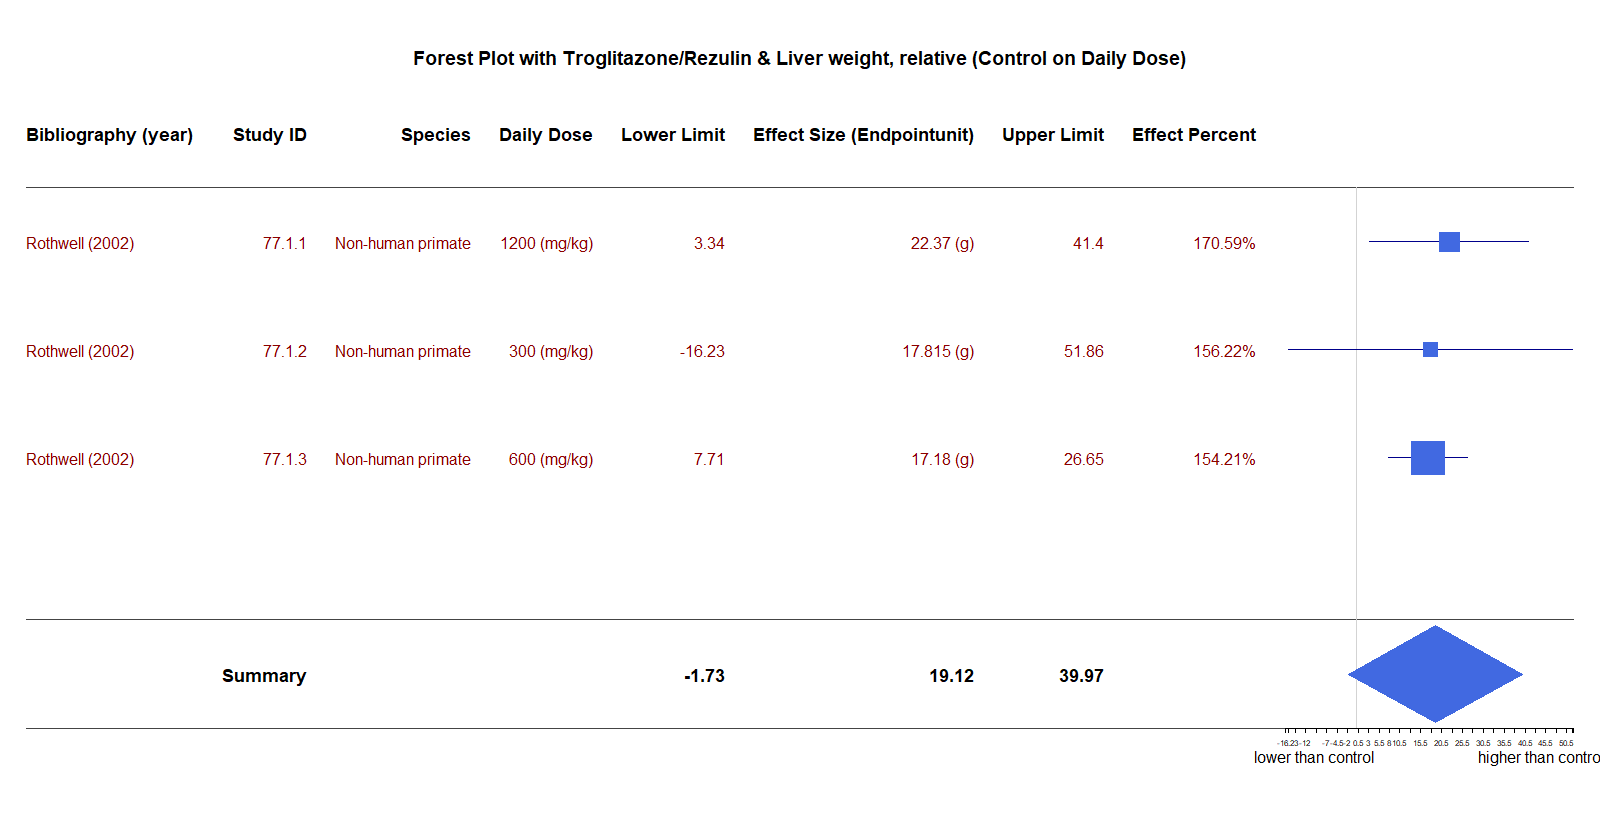 Forest Plot with Troglitazone/Rezulin & Liver weight, relative (Control on Daily Dose)
Bibliography (year) Study ID Species Daily Dose Lower Limit Effect Size (Endpointunit) Upper Limit Effect Percent
Rothwell (2002) 77.1.1 Non-human primate 1200 (mg/kg) 3.34 22.37 (g) 41.4 170.59%
Rothwell (2002) 77.1.2 Non-human primate 300 (mg/kg) -16.23 17.815 (g) 51.86 156.22%
Rothwell (2002) 77.1.3 Non-human primate 600 (mg/kg) 7.71 17.18 (g) 26.65 154.21%
Summary -1.73 19.12 39.97
-16.23 -12 -7 -4.5 -2 0.5 3 5.5 8 10.5 15.5 20.5 25.5 30.5 35.5 40.5 45.5 50.5
lower than control higher than contro